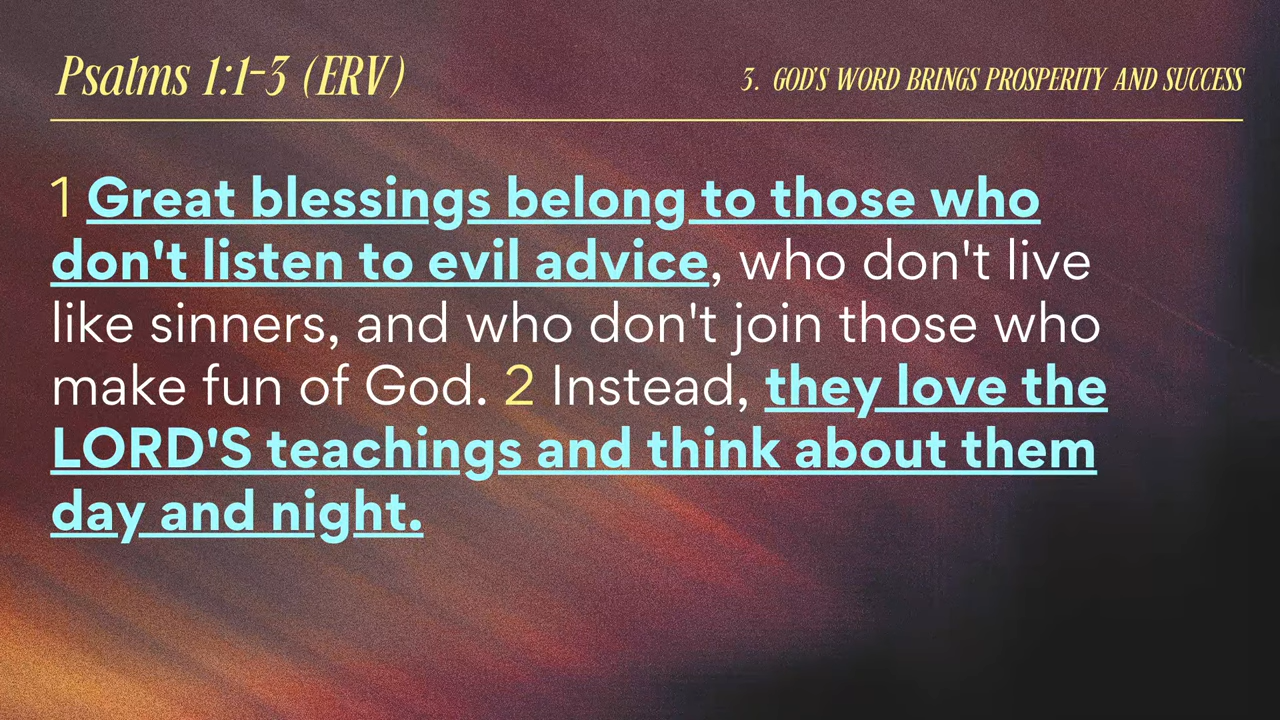 Psalms 1:1-3 (ERV)
3. GOD'S WORD BRINGS PROSPERITY AND SUCCESS
1 Great blessings belong to those who
don't listen to evil advice, who don't live
like sinners, and who don't join those who
make fun of God. 2 Instead, they love the
LORD'S teachings and think about them
day and night.